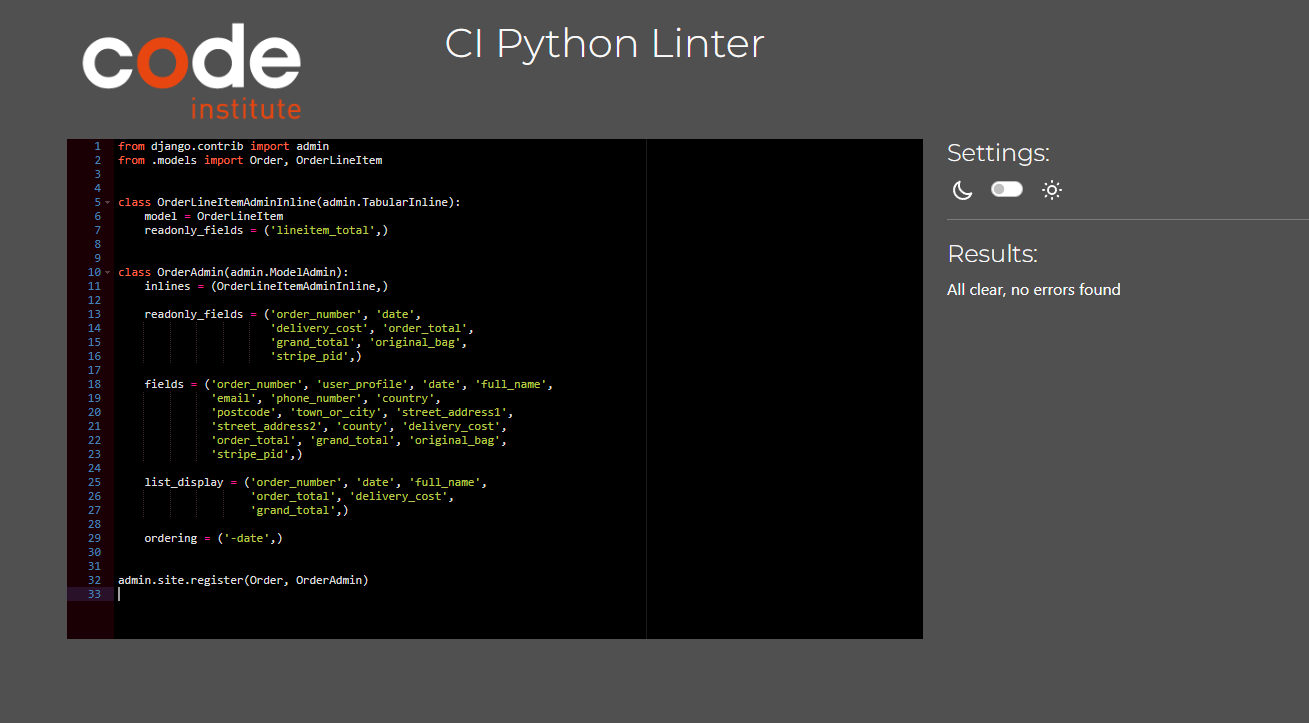 code
institute
CI Python Linter
1 from django.contrib import admin
2 from .models import Order, OrderLineItem
3
4
5 class OrderLineItemAdminInline(admin.TabularInline):
6     model = OrderLineItem
7     readonly_fields = ('lineitem_total',)
8
9
10 class OrderAdmin(admin.ModelAdmin):
11     inlines = (OrderLineItemAdminInline,)
12
13     readonly_fields = ('order_number', 'date',
14                        'delivery_cost', 'order_total',
15                        'grand_total', 'original_bag',
16                        'stripe_pid',)
17
18     fields = ('order_number', 'user_profile', 'date', 'full_name',
19               'email', 'phone_number', 'country',
20               'postcode', 'town_or_city', 'street_address1',
21               'street_address2', 'county', 'delivery_cost',
22               'order_total', 'grand_total', 'original_bag',
23               'stripe_pid',)
24
25     list_display = ('order_number', 'date', 'full_name',
26                     'order_total', 'delivery_cost',
27                     'grand_total',)
28
29     ordering = ('-date',)
30
31
32 admin.site.register(Order, OrderAdmin)
33
Settings:
Results:
All clear, no errors found